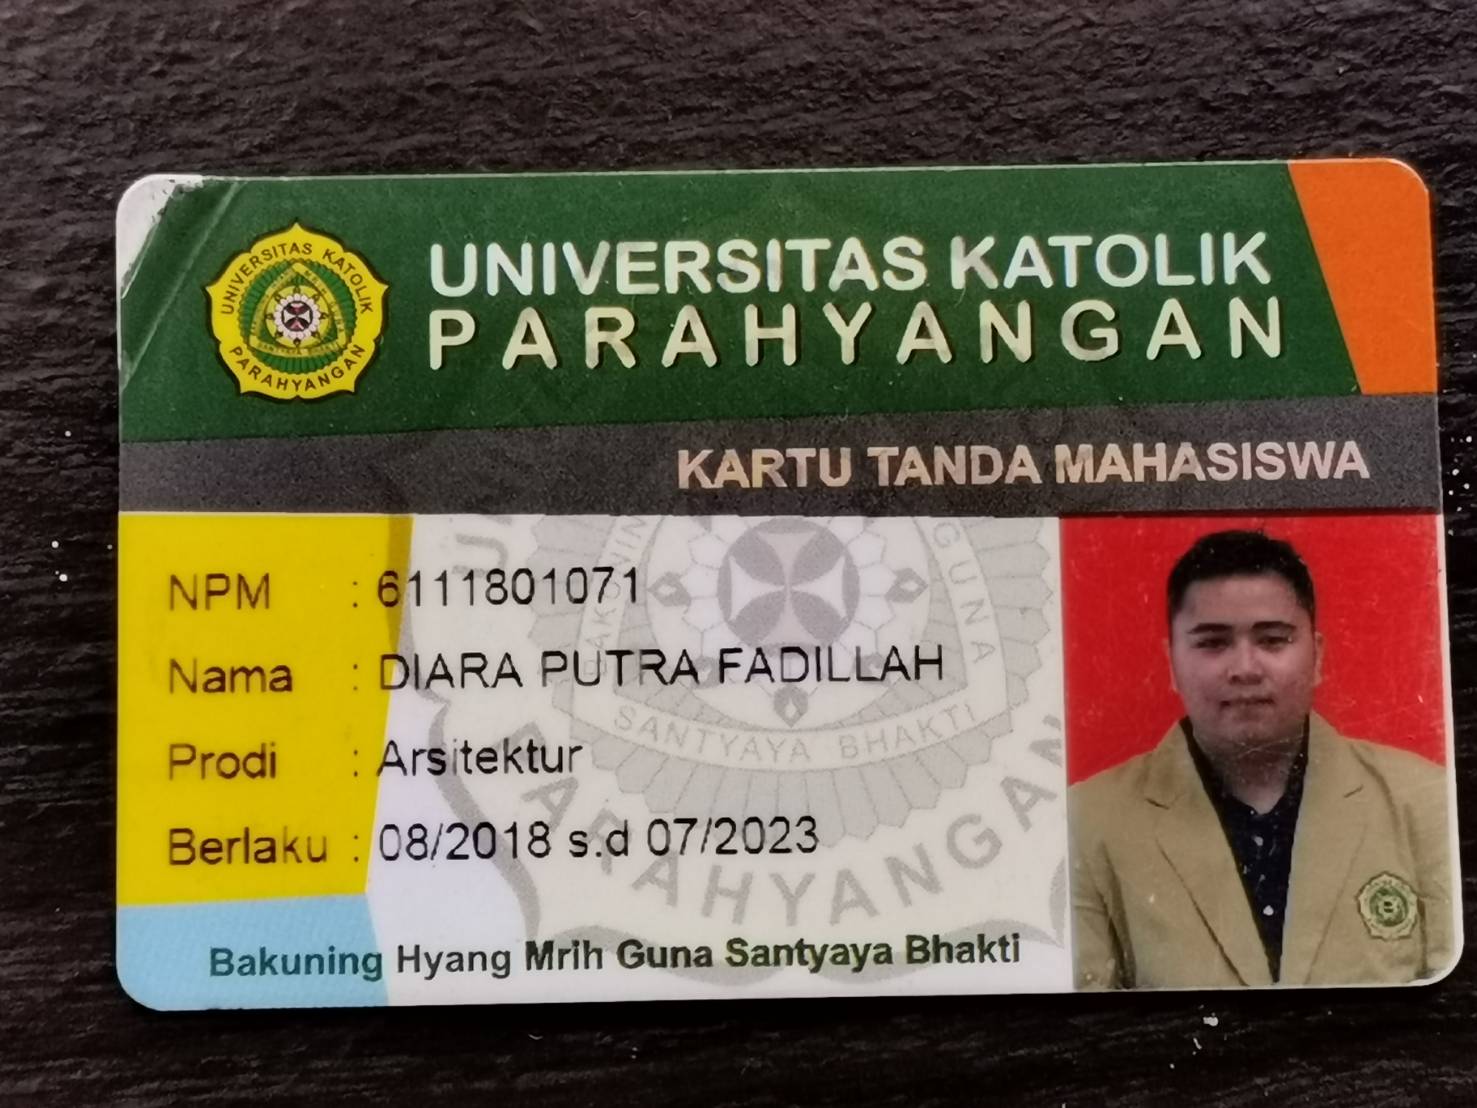 UNIVERSITAS KATOLIK
PARAHYANGAN
UNIVERSITAS KATOLIK
PARAHYANGAN
KARTU TANDA MAHASISWA
NPM : 6111801071
Nama : DIARA PUTRA FADILLAH
Prodi : Arsitektur
Berlaku : 08/2018 s.d 07/2023
GUNA
SANTYAYA BHAKTI
PARAHYANGAN
Bakuning Hyang Mrih Guna Santyaya Bhakti